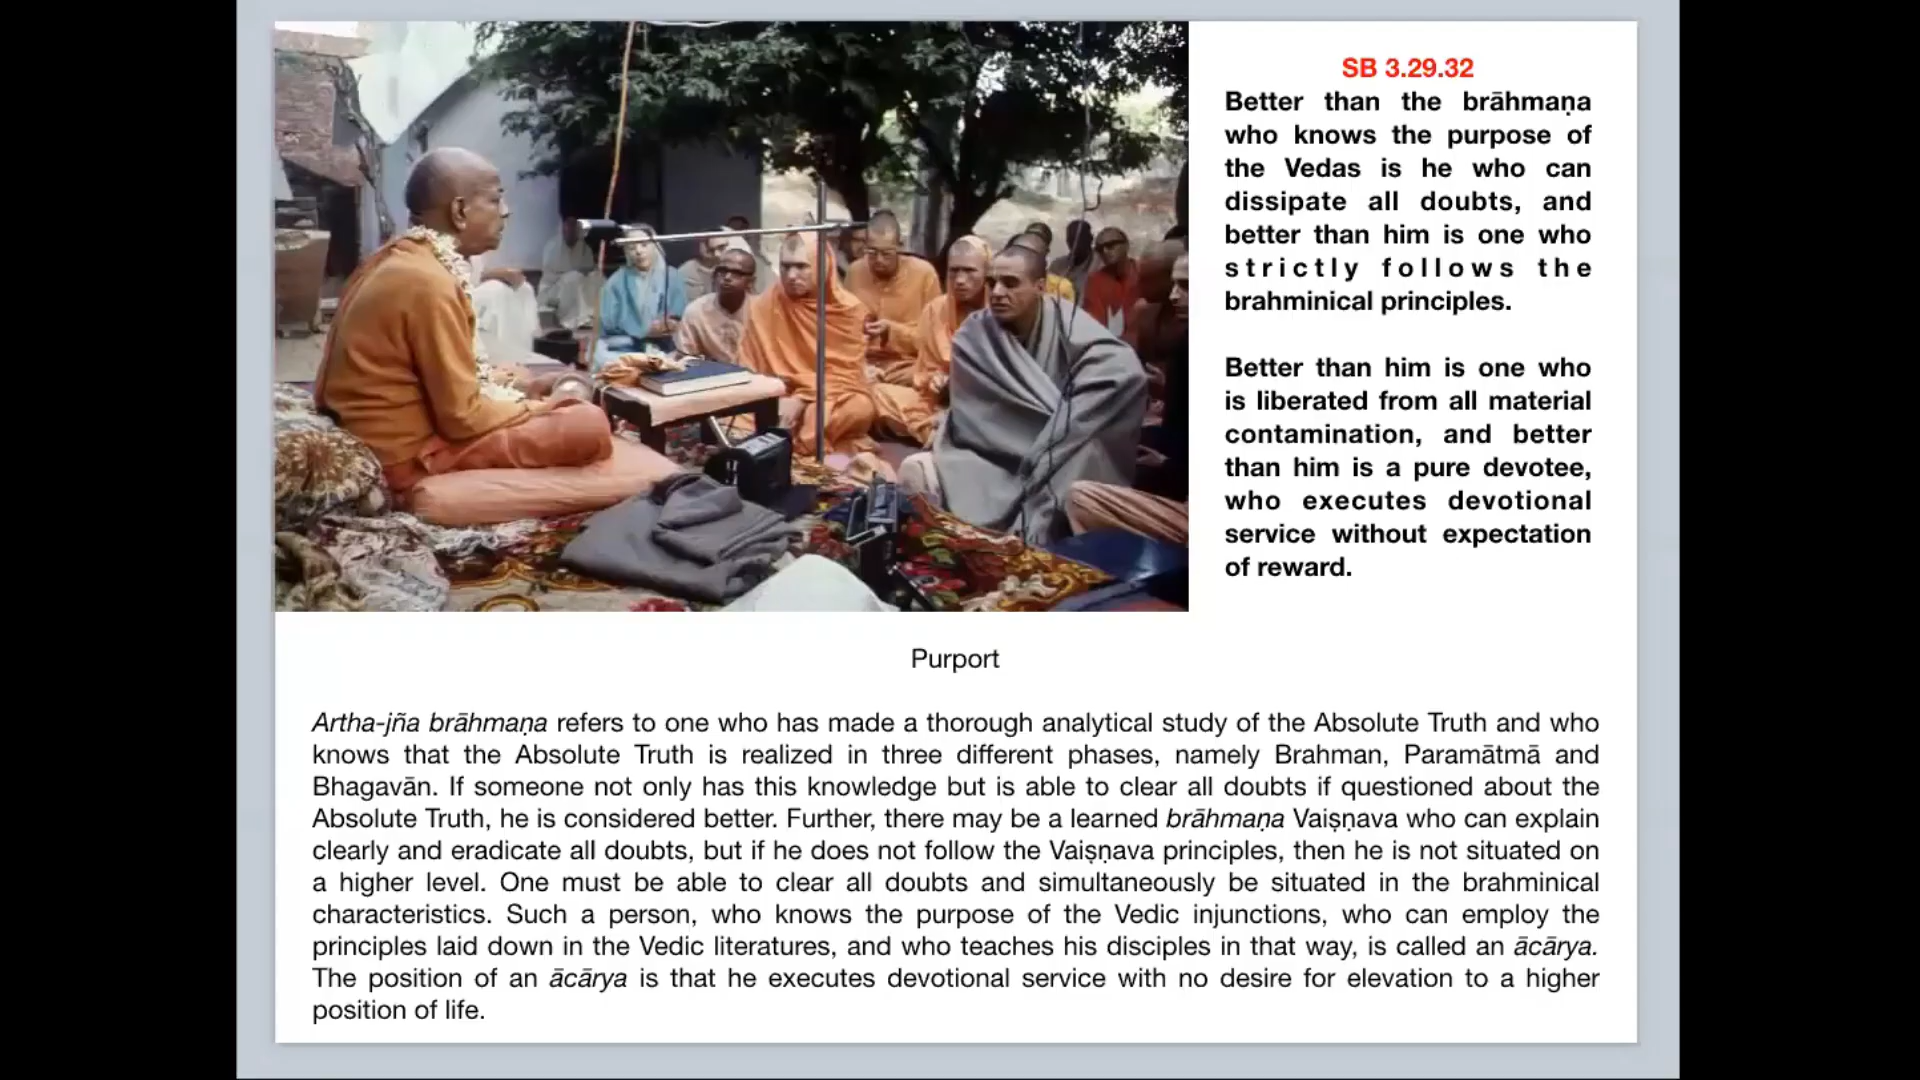 SB 3.29.32
Better than the brāhmaṇa
who knows the purpose of
the Vedas is he who can
dissipate all doubts, and
better than him is one who
strictly follows the
brahminical principles.
Better than him is one who
is liberated from all material
contamination, and better
than him is a pure devotee,
who executes devotional
service without expectation
of reward.
Purport
Artha-jña brāhmaṇa refers to one who has made a thorough analytical study of the Absolute Truth and who
knows that the Absolute Truth is realized in three different phases, namely Brahman, Paramātmā and
Bhagavān. If someone not only has this knowledge but is able to clear all doubts if questioned about the
Absolute Truth, he is considered better. Further, there may be a learned brāhmaṇa Vaiṣṇava who can explain
clearly and eradicate all doubts, but if he does not follow the Vaiṣṇava principles, then he is not situated on
a higher level. One must be able to clear all doubts and simultaneously be situated in the brahminical
characteristics. Such a person, who knows the purpose of the Vedic injunctions, who can employ the
principles laid down in the Vedic literatures, and who teaches his disciples in that way, is called an ācārya.
The position of an ācārya is that he executes devotional service with no desire for elevation to a higher
position of life.